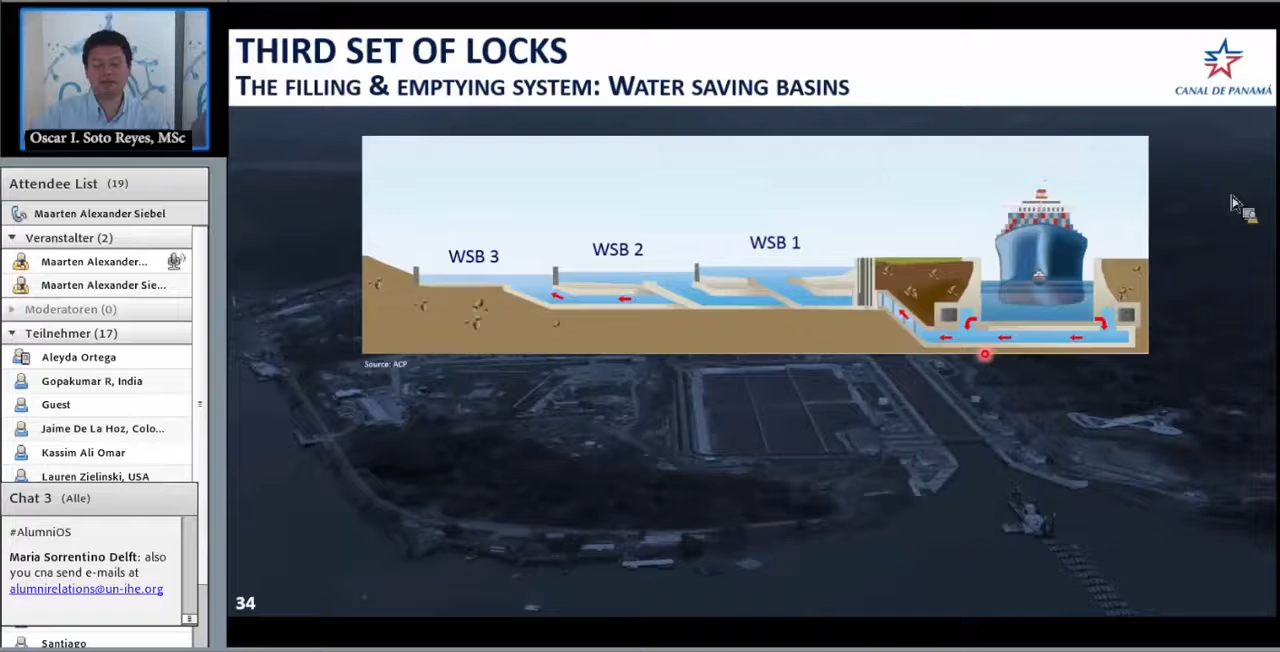 Oscar I. Soto Reyes, MSc
Attendee List (19)
Maarten Alexander Siebel
Veranstalter (2)
Maarten Alexander...
Maarten Alexander Sie...
Moderatoren (0)
Teilnehmer (17)
Aleyda Ortega
Gopakumar R, India
Guest
Jaime De La Hoz, Colo...
Kassim Ali Omar
Lauren Zielinski, USA
Chat 3 (Alle)
#AlumniOS
Maria Sorrentino Delft: also
you cna send e-mails at
alumnirelations@un-ihe.org
Santiago
THIRD SET OF LOCKS
THE FILLING & EMPTYING SYSTEM: WATER SAVING BASINS
CANAL DE PANAMÁ
WSB 3
WSB 2
WSB 1
Source: ACP
34